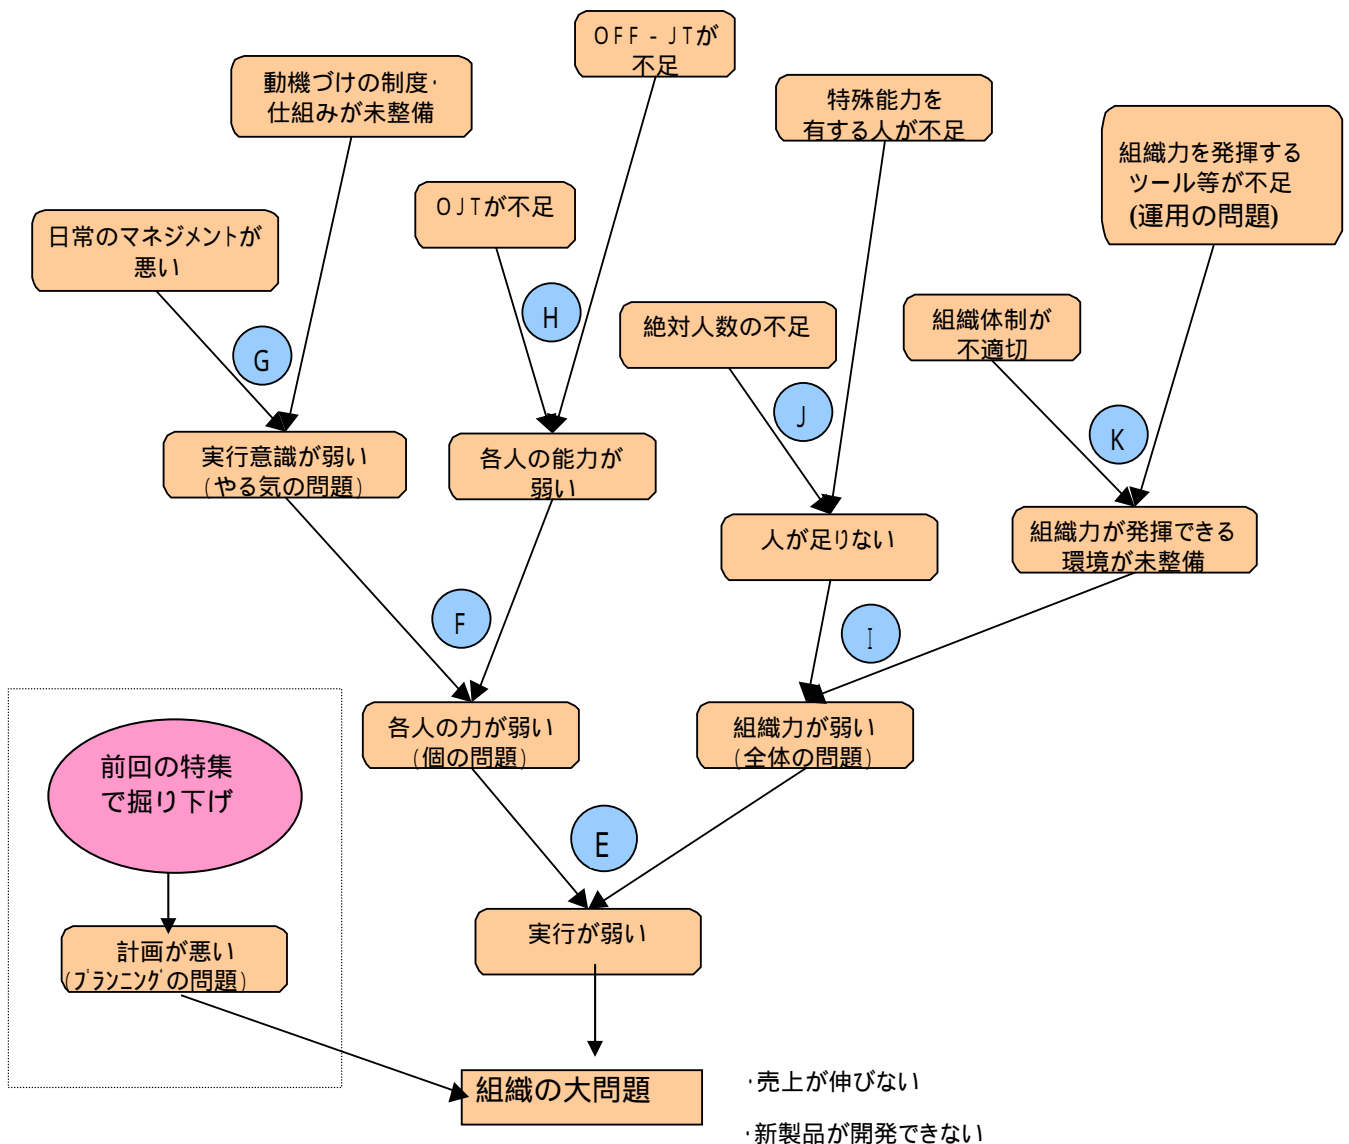 OFF-JTが
不足
動機づけの制度・
仕組みが未整備
特殊能力を
有する人が不足
組織力を発揮する
ツール等が不足
(運用の問題)
OJTが不足
日常のマネジメントが
悪い
H
絶対人数の不足
組織体制が
不適切
G
J
K
実行意識が弱い
(やる気の問題)
各人の能力が
弱い
人が足りない
組織力が発揮できる
環境が未整備
F
I
各人の力が弱い
(個の問題)
組織力が弱い
(全体の問題)
前回の特集
で掘り下げ
E
実行が弱い
計画が悪い
(プランニングの問題)
組織の大問題
・売上が伸びない
・新製品が開発できない